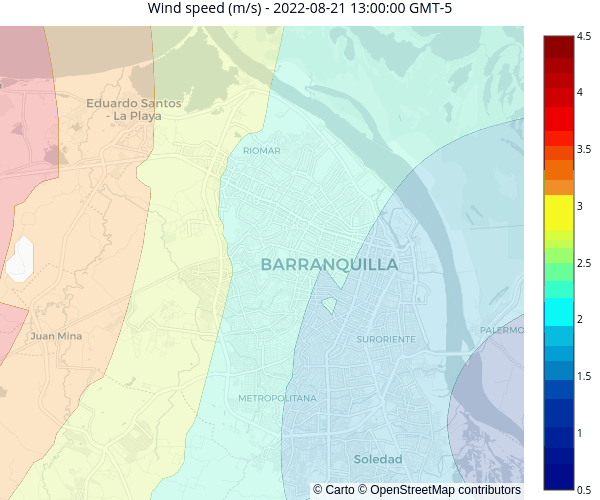 Wind speed (m/s) - 2022-08-21 13:00:00 GMT-5
4.5
4
3.5
3
2.5
2
1.5
1
0.5
Eduardo Santos
- La Playa
RIOMAR
BARRANQUILLA
Juan Mina
SURORIENTE
PALERMO
METROPOLITANA
Soledad
© Carto © OpenStreetMap contributors